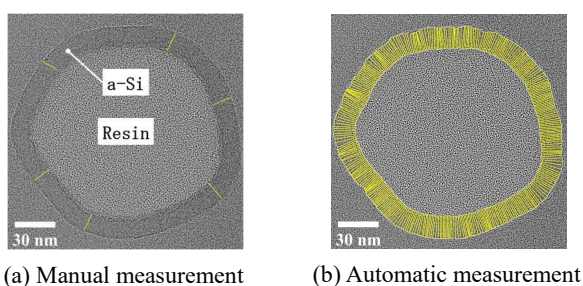 a-Si
Resin
30 nm
30 nm
(a) Manual measurement
(b) Automatic measurement